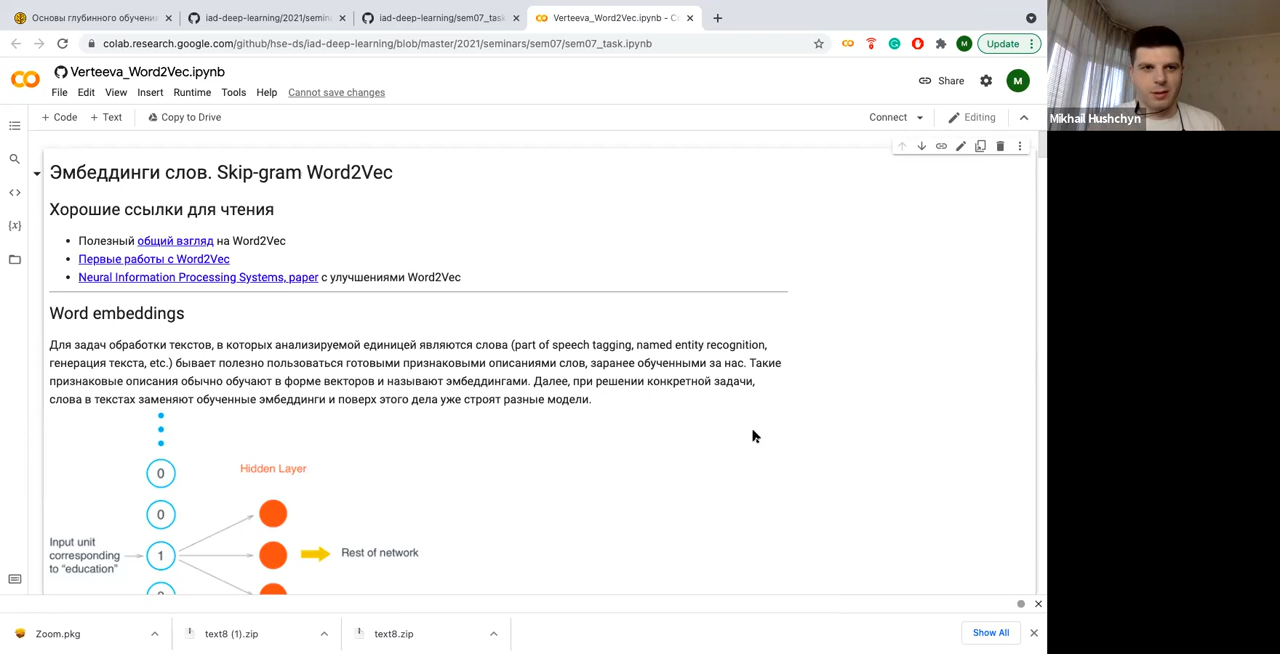 Основы глубинного обучени
iad-deep-learning/2021/semina
iad-deep-learning/sem07_task.
Verteeva_Word2Vec.ipynb - Co
colab.research.google.com/github/hse-ds/iad-deep-learning/blob/master/2021/seminars/sem07/sem07_task.ipynb
M
Update
Verteeva_Word2Vec.ipynb
File Edit View Insert Runtime Tools Help Cannot save changes
Share
M
+ Code + Text Copy to Drive
Connect
Editing
Mikhail Hushchyn
Эмбеддинги слов. Skip-gram Word2Vec
Хорошие ссылки для чтения
• Полезный общий взгляд на Word2Vec
• Первые работы с Word2Vec
• Neural Information Processing Systems, paper с улучшениями Word2Vec
Word embeddings
Для задач обработки текстов, в которых анализируемой единицей являются слова (part of speech tagging, named entity recognition,
генерация текста, etc.) бывает полезно пользоваться готовыми признаковыми описаниями слов, заранее обученными за нас. Такие
признаковые описания обычно обучают в форме векторов и называют эмбеддингами. Далее, при решении конкретной задачи,
слова в текстах заменяют обученные эмбеддинги и поверх этого дела уже строят разные модели.
Hidden Layer
0
0
Input unit
corresponding
to “education”
1
Rest of network
Zoom.pkg
text8 (1).zip
text8.zip
Show All